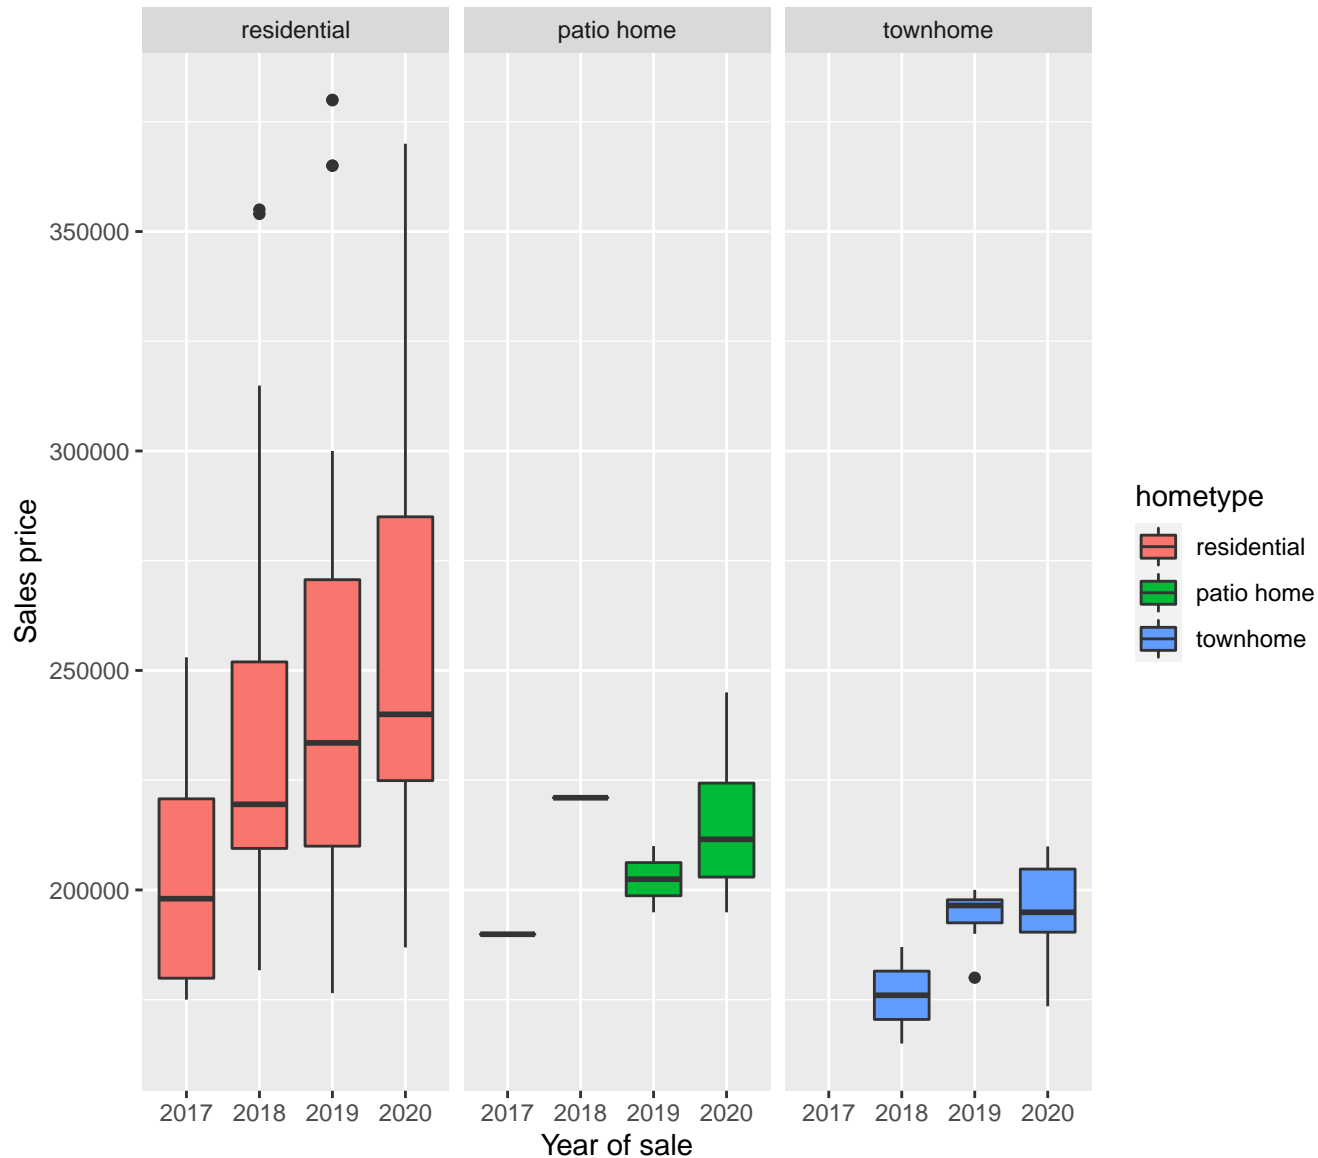 residential patio home townhome
Sales price
350000
300000
250000
200000
2017 2018 2019 2020 2017 2018 2019 2020 2017 2018 2019 2020
Year of sale
hometype
residential
patio home
townhome